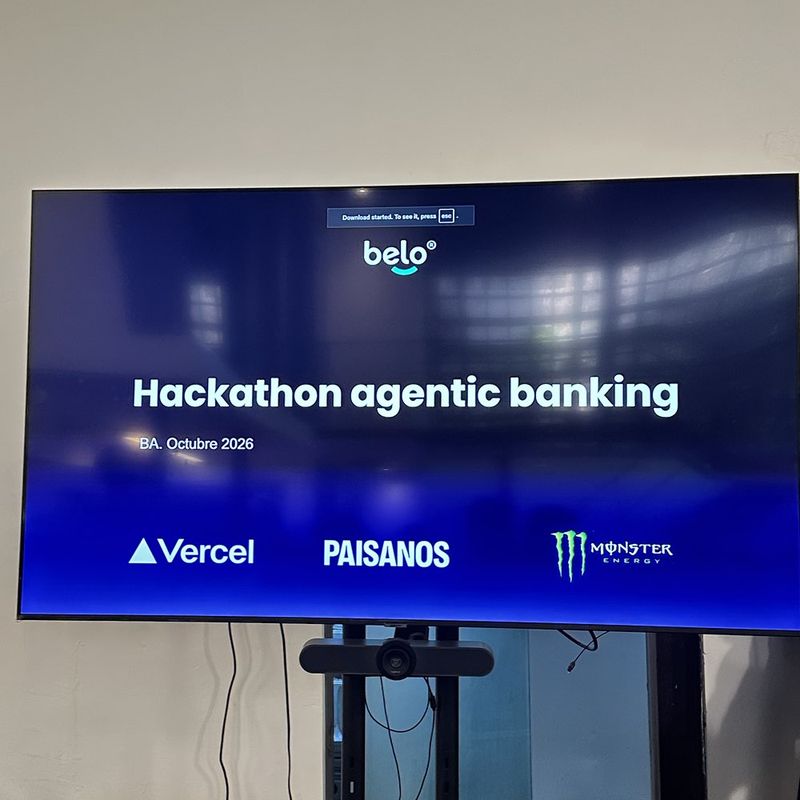 Download started. To see it, press esc .
belo®
Hackathon agentic banking
BA. Octubre 2026
Vercel
PAISANOS
MONSTER
ENERGY